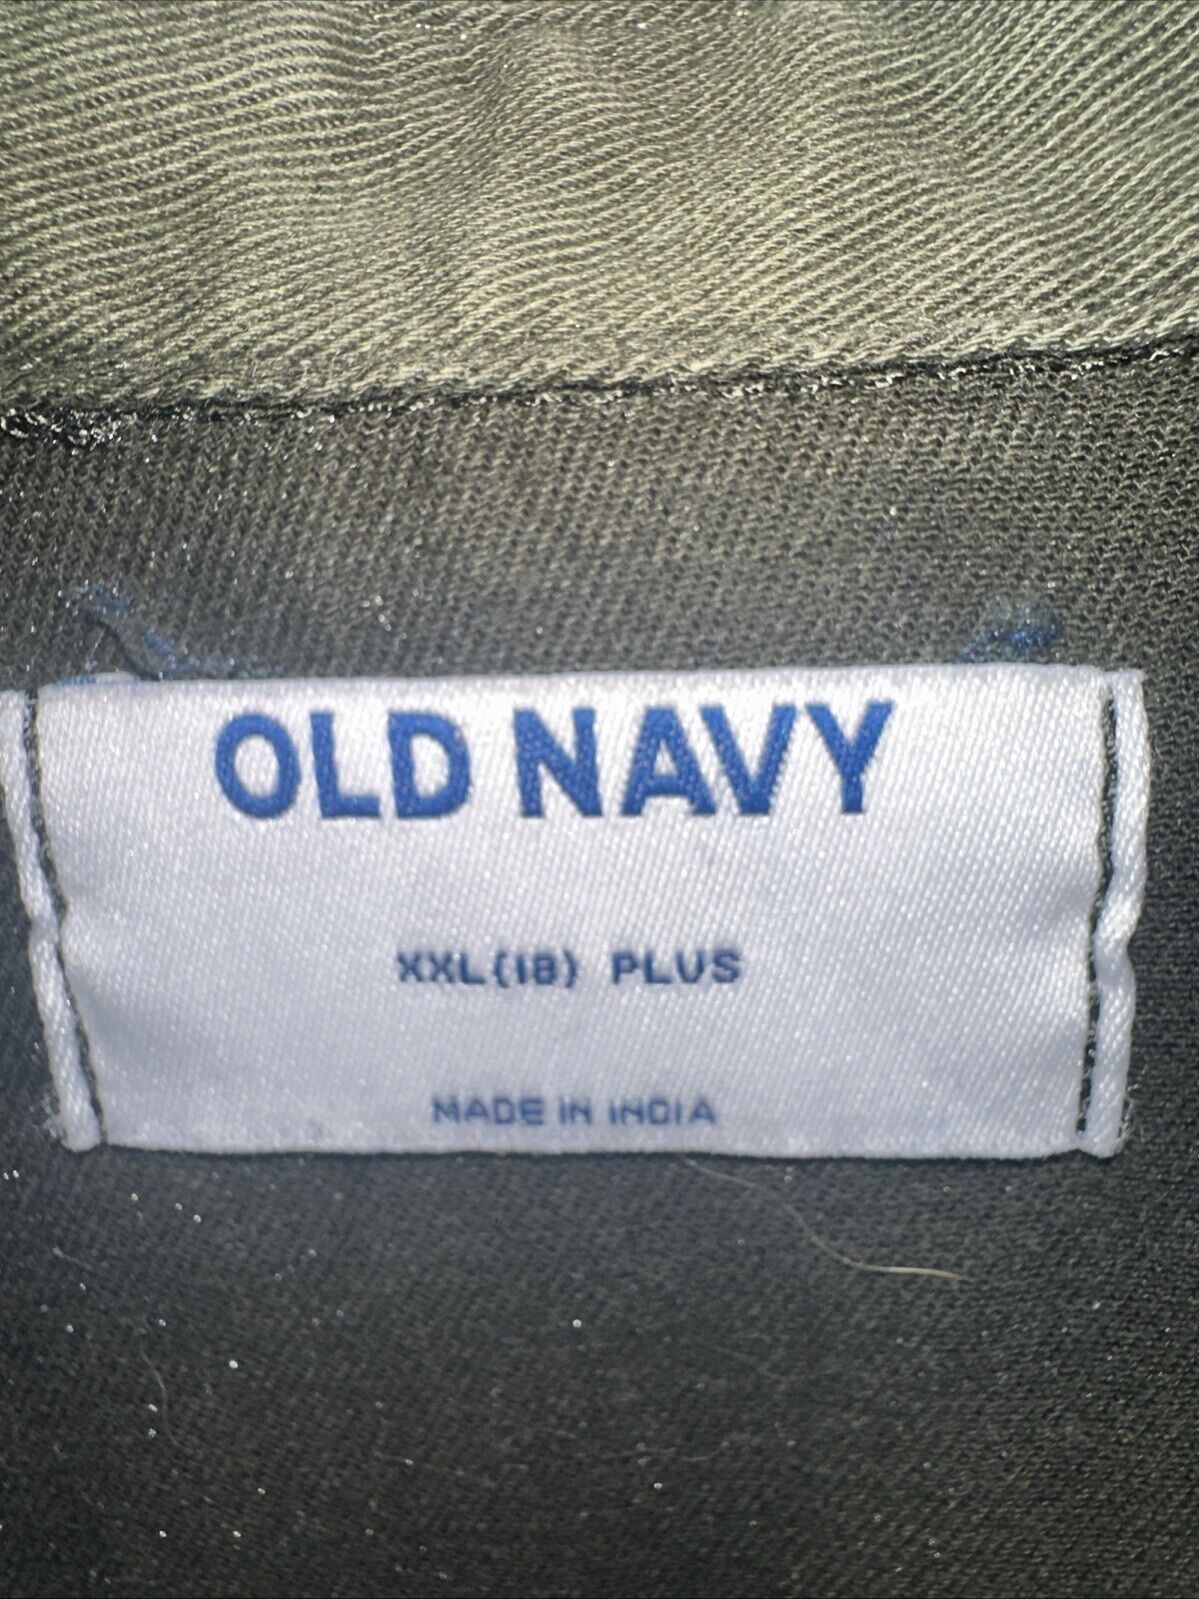 OLD NAVY
XXL(18) PLUS
MADE IN INDIA